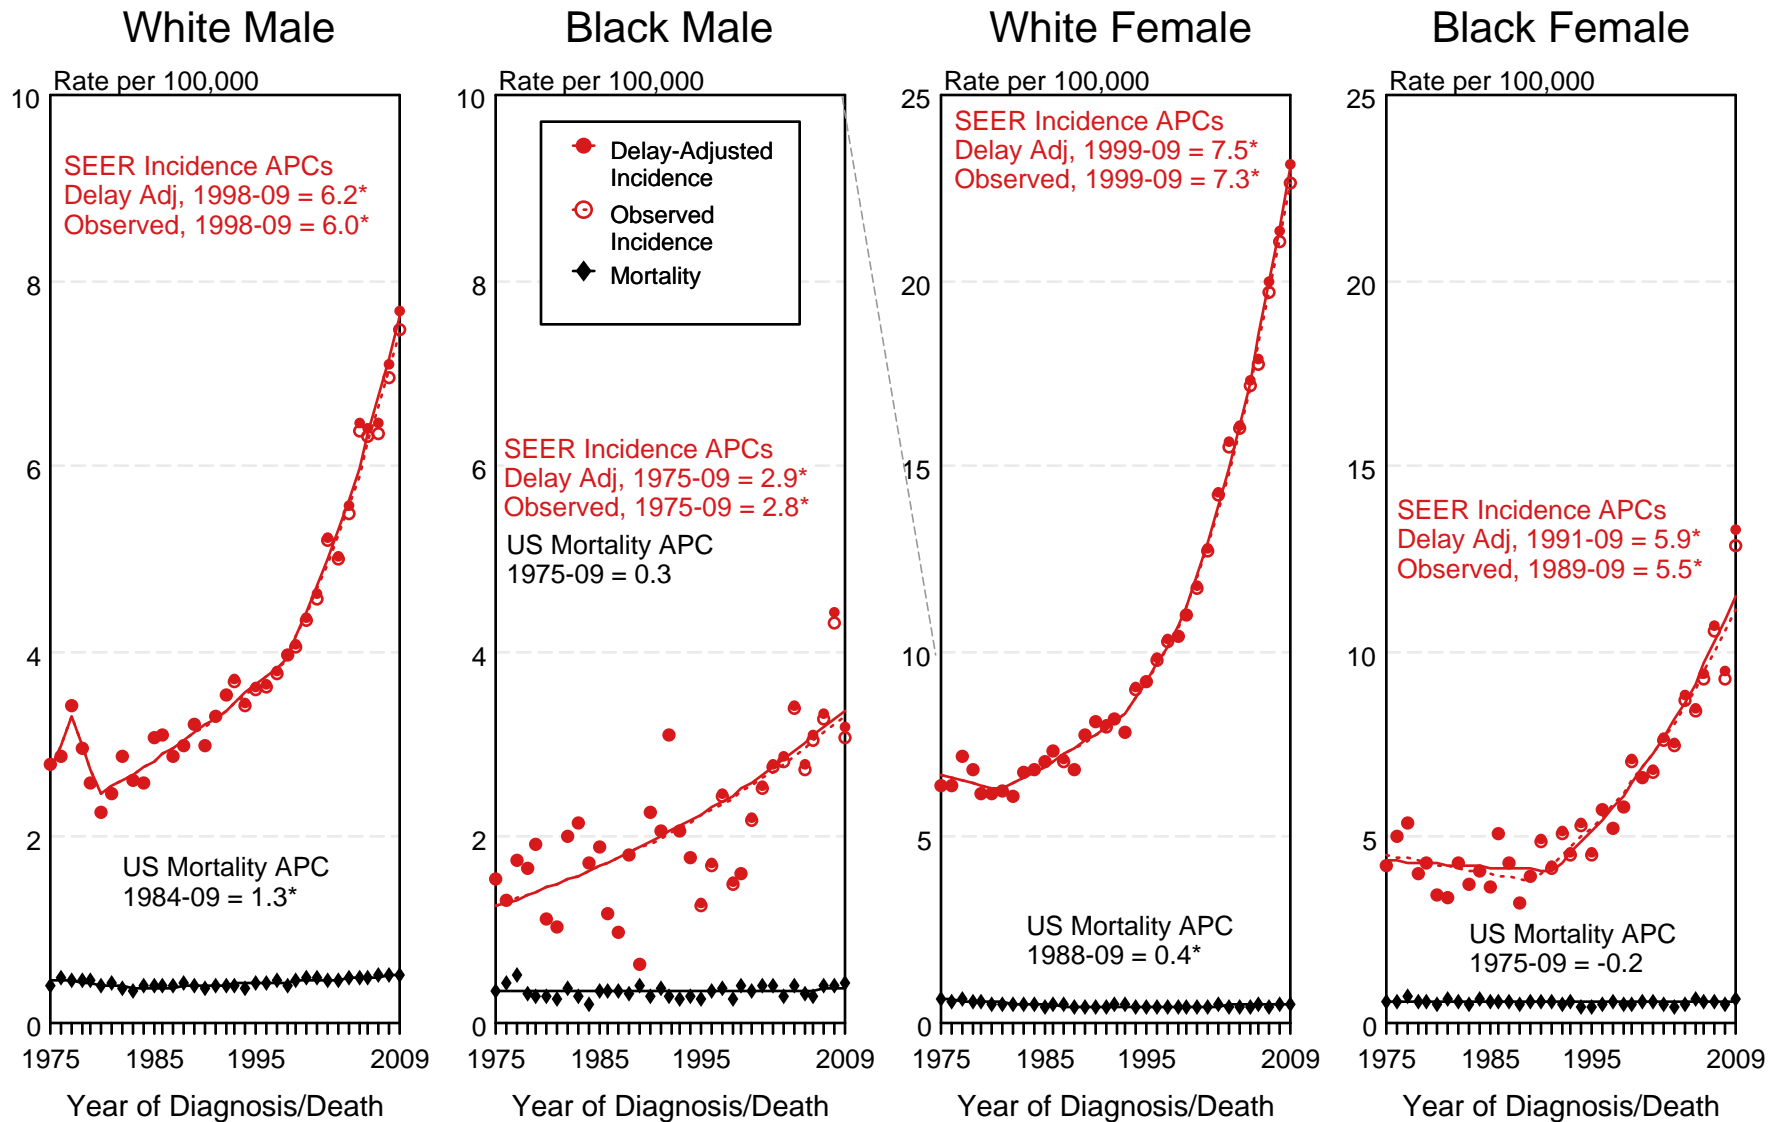 White Male
Rate per 100,000
10
8
6
4
2
0
SEER Incidence APCs
Delay Adj, 1998-09 = 6.2*
Observed, 1998-09 = 6.0*
US Mortality APC
1984-09 = 1.3*
1975 1985 1995 2009
Year of Diagnosis/Death
Black Male
Rate per 100,000
10
8
6
4
2
0
Delay-Adjusted
Incidence
Observed
Incidence
Mortality
SEER Incidence APCs
Delay Adj, 1975-09 = 2.9*
Observed, 1975-09 = 2.8*
US Mortality APC
1975-09 = 0.3
1975 1985 1995 2009
Year of Diagnosis/Death
White Female
Rate per 100,000
25
20
15
10
5
0
SEER Incidence APCs
Delay Adj, 1999-09 = 7.5*
Observed, 1999-09 = 7.3*
US Mortality APC
1988-09 = 0.4*
1975 1985 1995 2009
Year of Diagnosis/Death
Black Female
Rate per 100,000
25
20
15
10
5
0
SEER Incidence APCs
Delay Adj, 1991-09 = 5.9*
Observed, 1989-09 = 5.5*
US Mortality APC
1975-09 = -0.2
1975 1985 1995 2009
Year of Diagnosis/Death